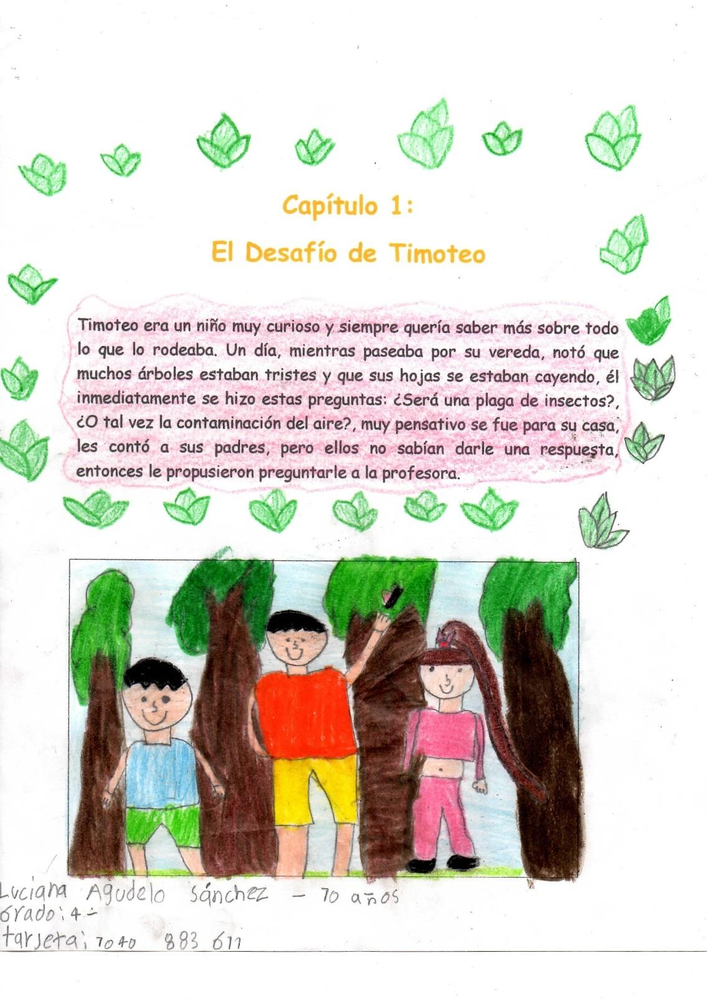 Capítulo 1:
El Desafío de Timoteo
Timoteo era un niño muy curioso y siempre quería saber más sobre todo
lo que lo rodeaba. Un día, mientras paseaba por su vereda, notó que
muchos árboles estaban tristes y que sus hojas se estaban cayendo, él
inmediatamente se hizo estas preguntas: ¿Será una plaga de insectos?,
¿O tal vez la contaminación del aire?, muy pensativo se fue para su casa,
les contó a sus padres, pero ellos no sabían darle una respuesta,
entonces le propusieron preguntarle a la profesora.
Luciana Agudelo Sánchez - 10 años
Grado: 4-
tarjeta: 1040 883 611